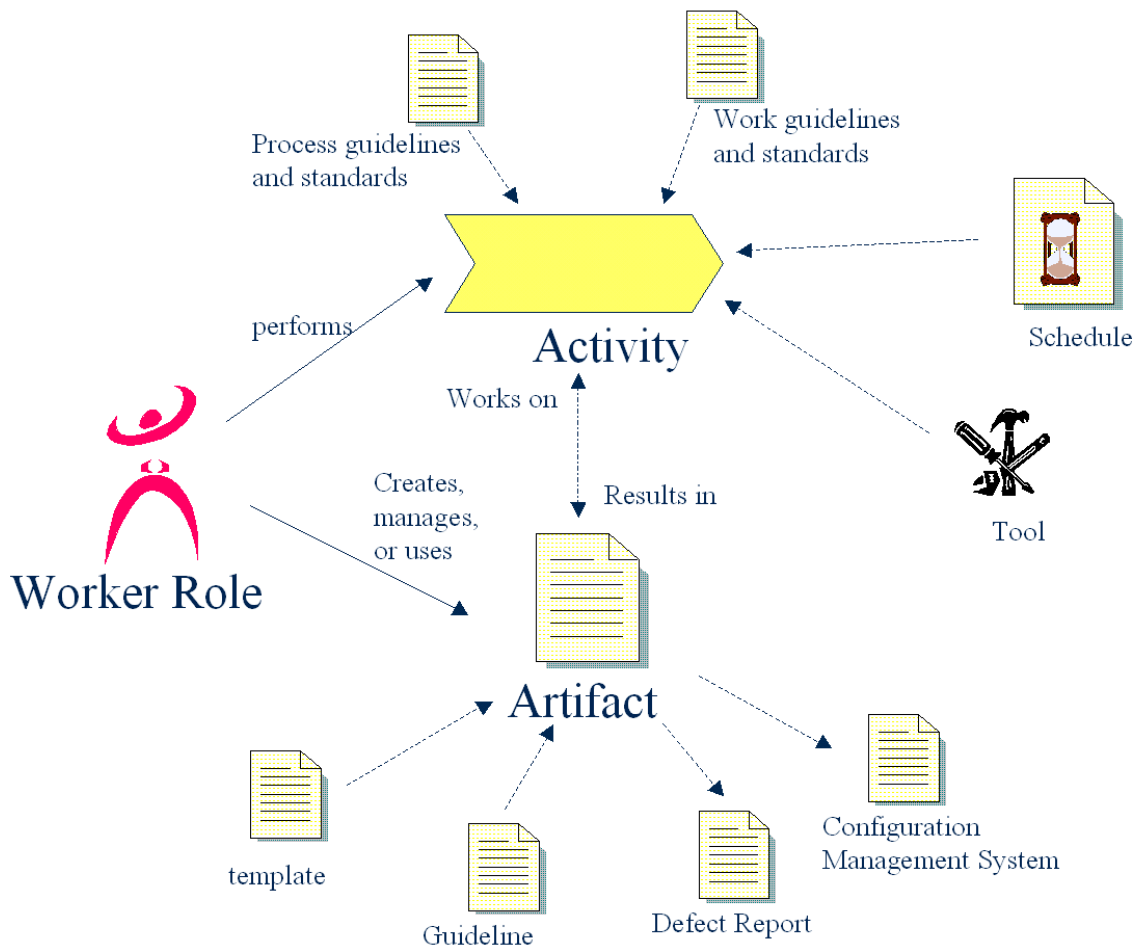 Process guidelines
and standards
Work guidelines
and standards
Schedule
performs
Activity
Works on
Tool
Creates,
manages,
or uses
Results in
Worker Role
Artifact
template
Guideline
Defect Report
Configuration
Management System